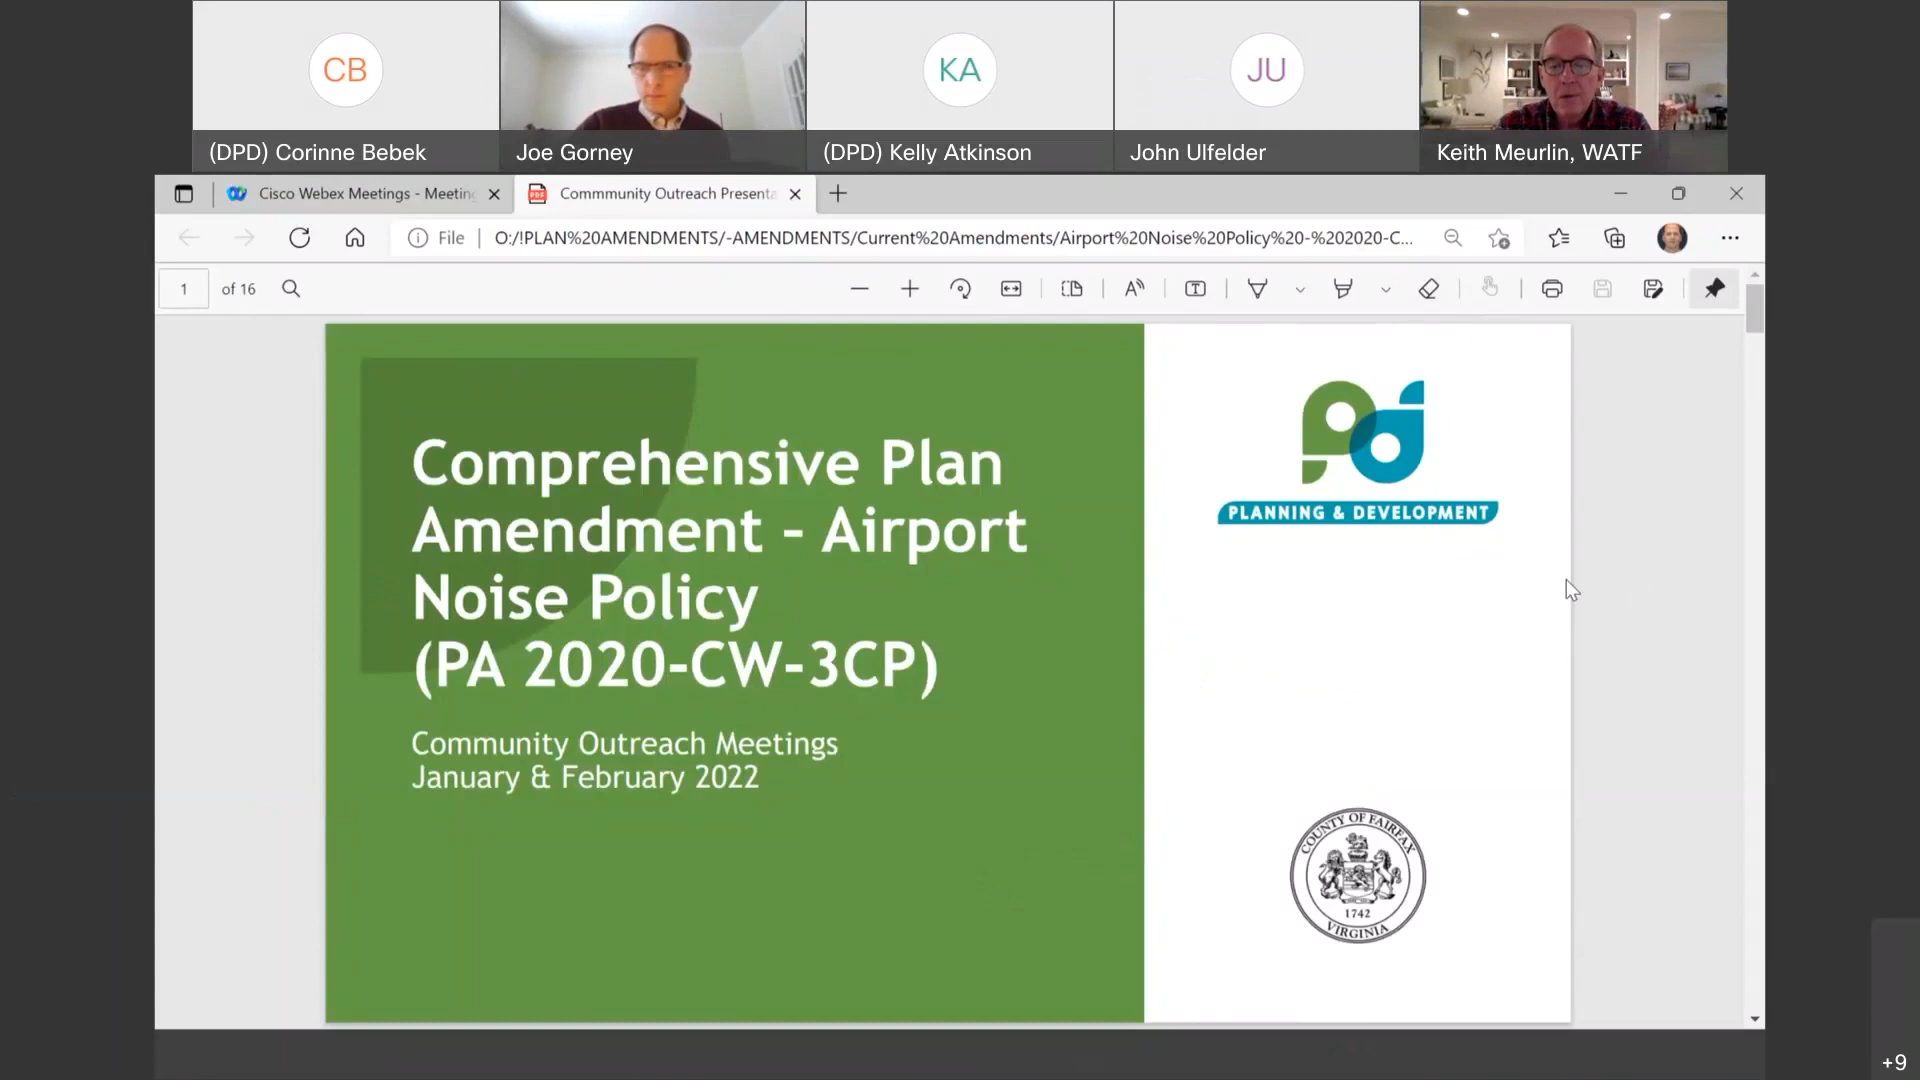 CB
KA
JU
(DPD) Corinne Bebek
Joe Gorney
(DPD) Kelly Atkinson
John Ulfelder
Keith Meurlin, WATF
Cisco Webex Meetings - Meeting
Commmunity Outreach Presenta
File
O:/!PLAN%20AMENDMENTS/-AMENDMENTS/Current%20Amendments/Airport%20Noise%20Policy%20-%202020-C...
1 of 16
Comprehensive Plan
Amendment – Airport
Noise Policy
(PA 2020-CW-3CP)
Community Outreach Meetings
January & February 2022
PLANNING & DEVELOPMENT
COUNTY OF FAIRFAX
1742
VIRGINIA
+9